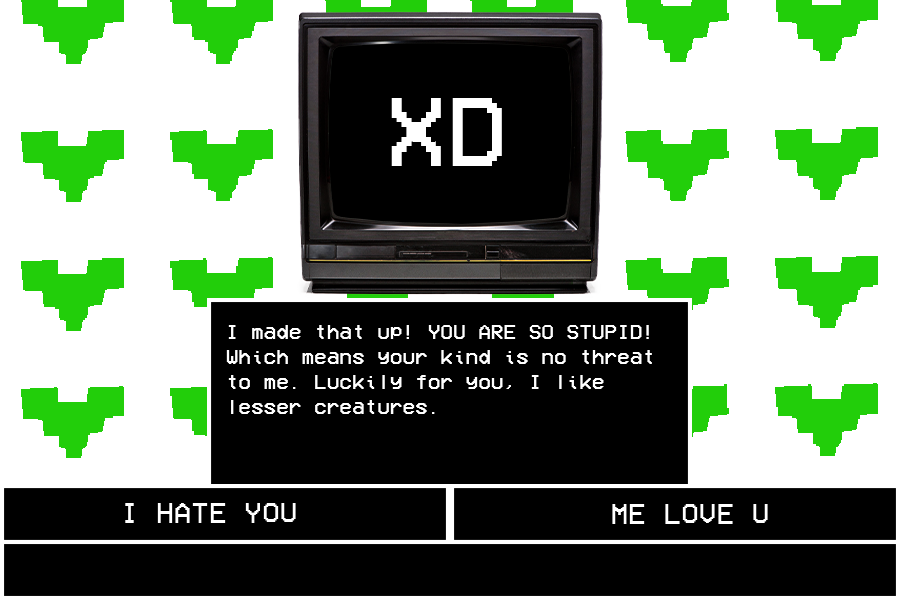 XD
I made that up! YOU ARE SO STUPID!
Which means your kind is no threat
to me. Luckily for you, I like
lesser creatures.
I HATE YOU
ME LOVE U